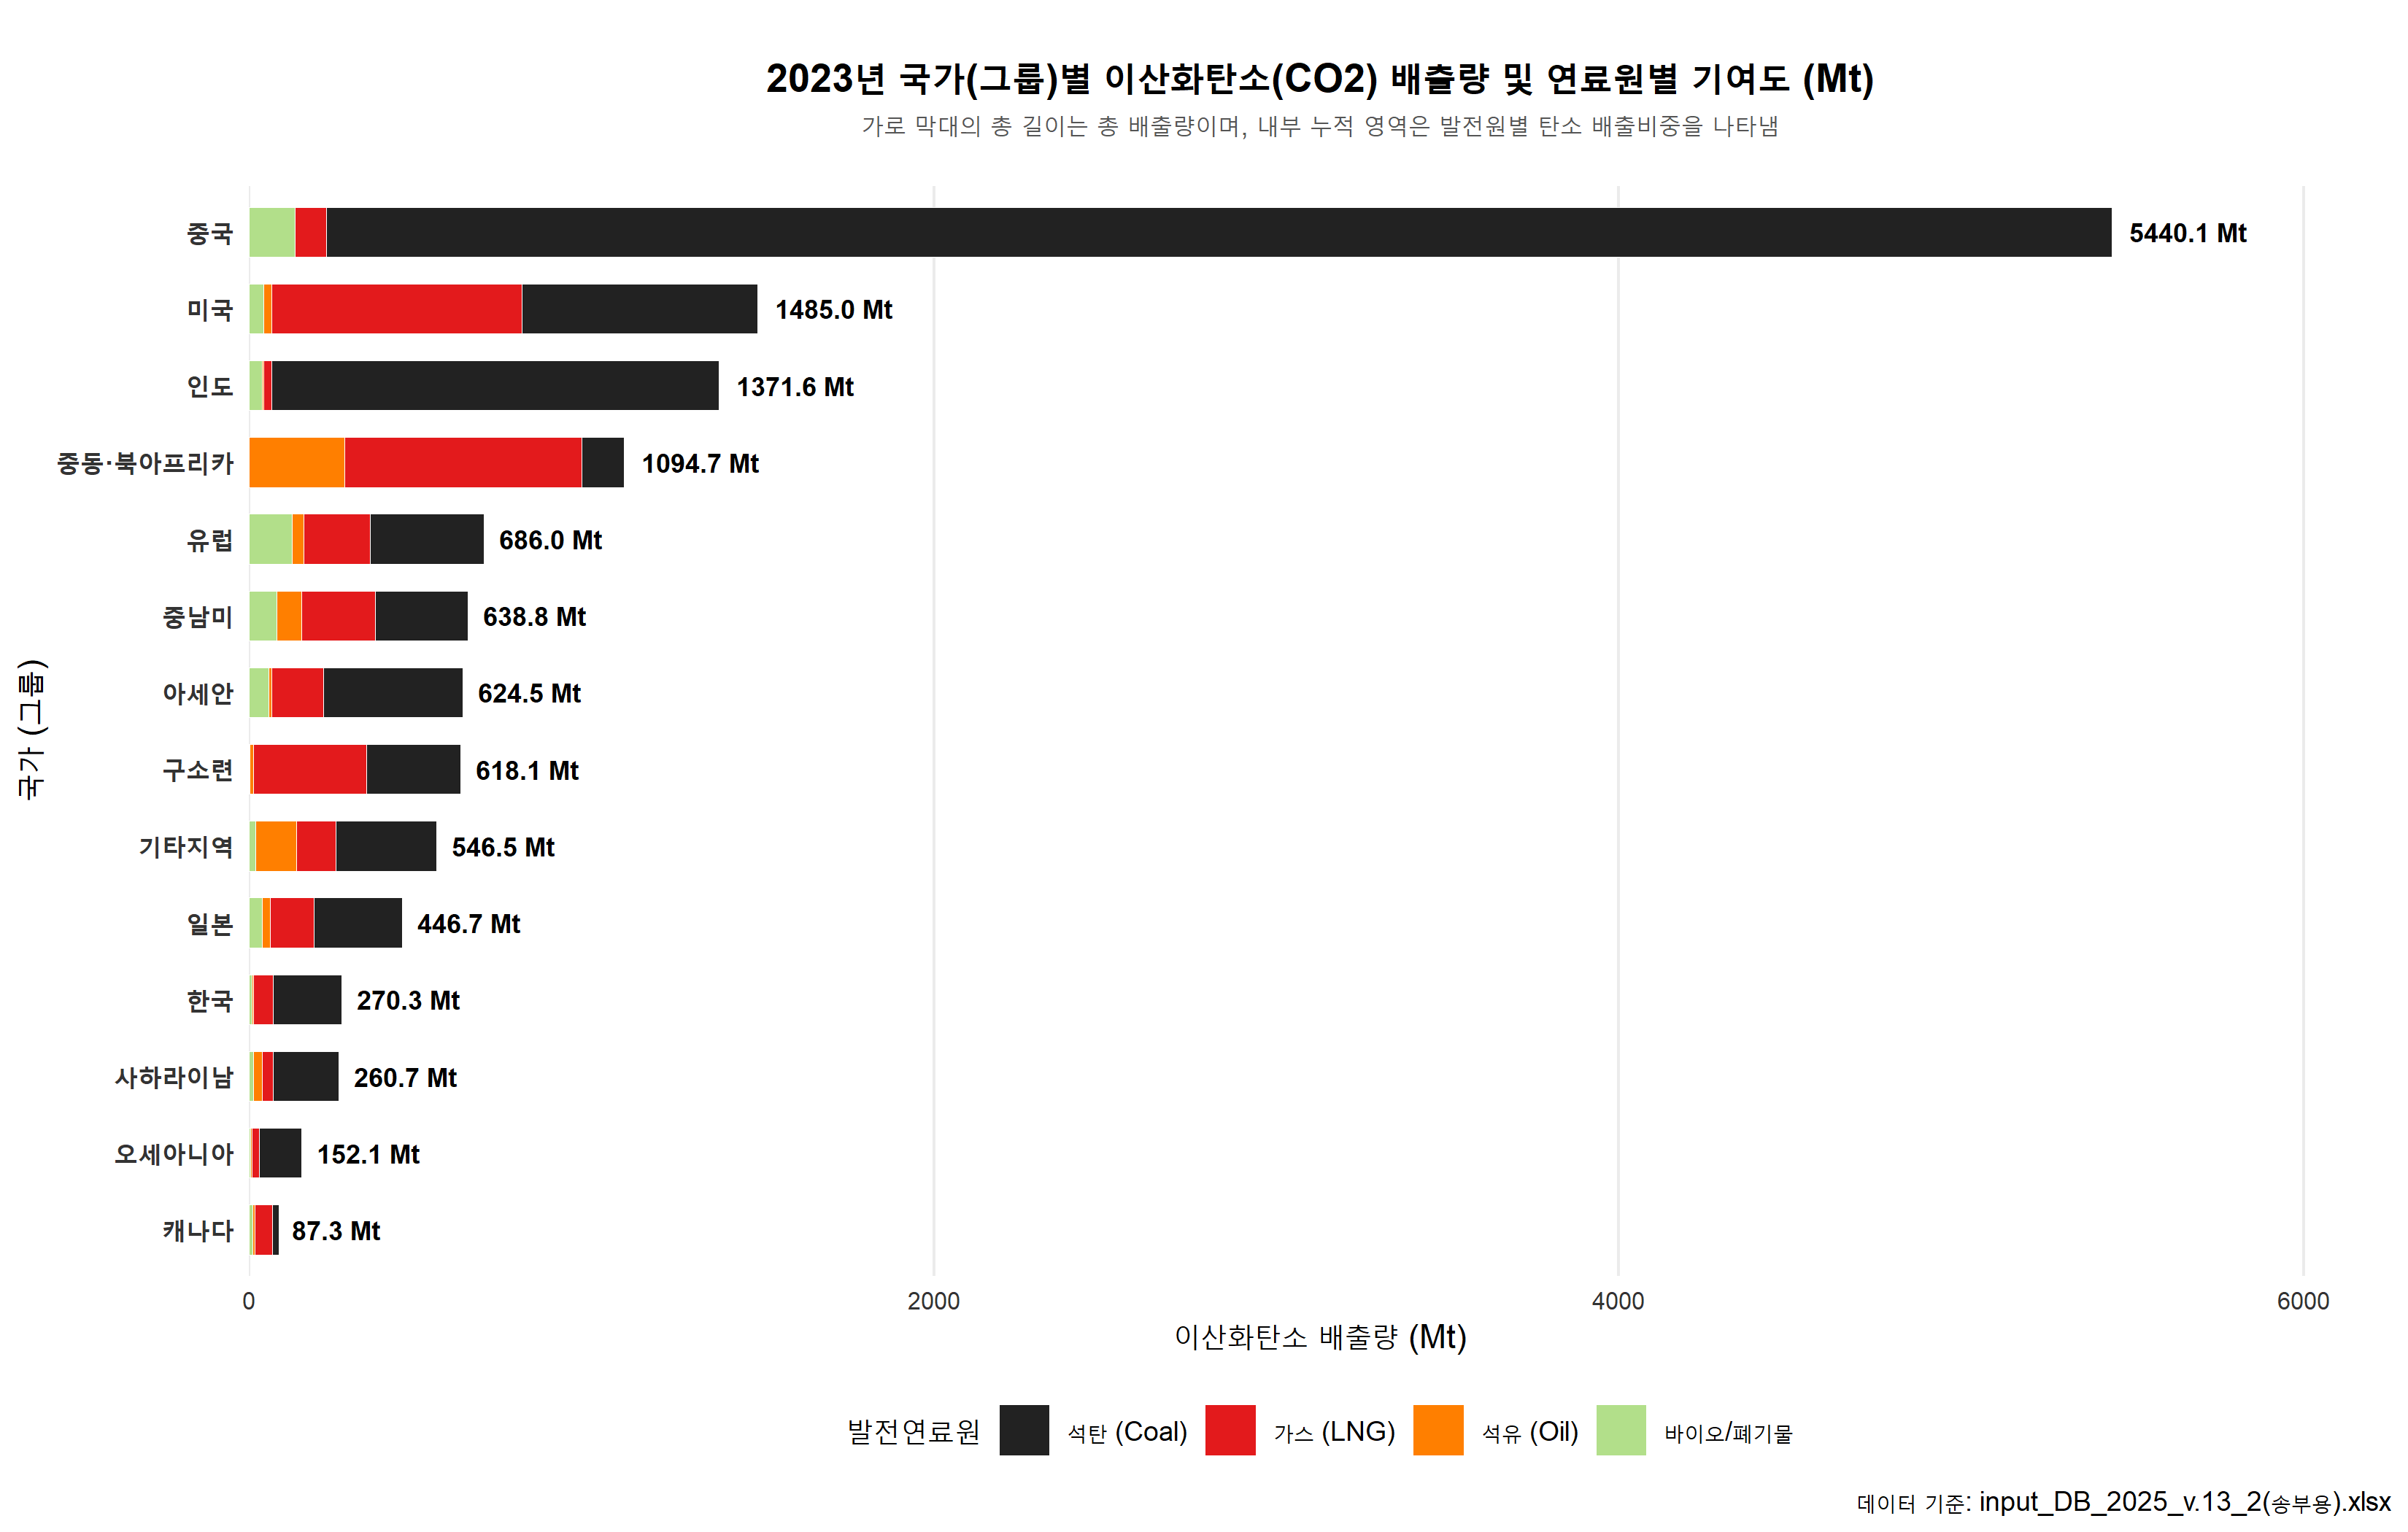 2023년 국가(그룹)별 이산화탄소(CO2) 배출량 및 연료원별 기여도 (Mt)
가로 막대의 총 길이는 총 배출량이며, 내부 누적 영역은 발전원별 탄소 배출비중을 나타냄
국가 (그룹)
중국 5440.1 Mt
미국 1485.0 Mt
인도 1371.6 Mt
중동·북아프리카 1094.7 Mt
유럽 686.0 Mt
중남미 638.8 Mt
아세안 624.5 Mt
구소련 618.1 Mt
기타지역 546.5 Mt
일본 446.7 Mt
한국 270.3 Mt
사하라이남 260.7 Mt
오세아니아 152.1 Mt
캐나다 87.3 Mt
0 2000 4000 6000
이산화탄소 배출량 (Mt)
발전연료원 석탄 (Coal) 가스 (LNG) 석유 (Oil) 바이오/폐기물
데이터 기준: input_DB_2025_v.13_2(송부용).xlsx